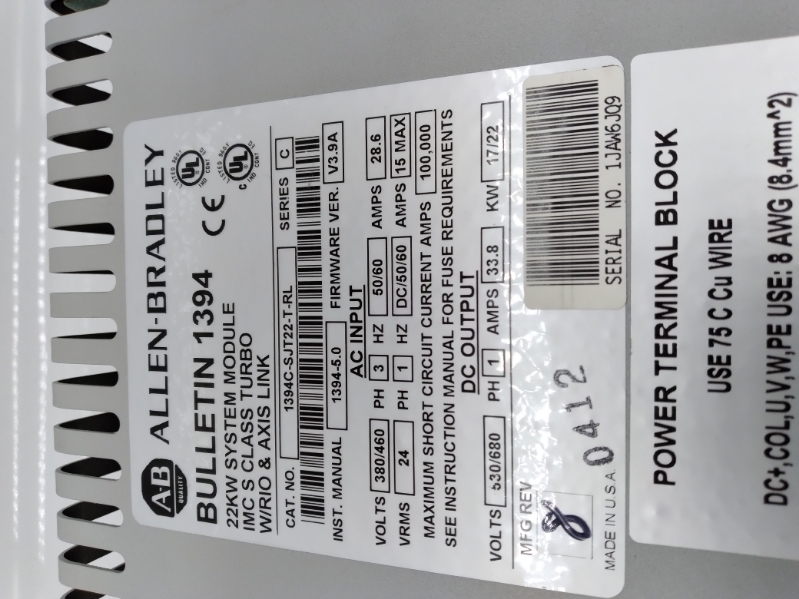 AB QUALITY ALLEN-BRADLEY
BULLETIN 1394
22KW SYSTEM MODULE
IMC S CLASS TURBO
W/RIO & AXIS LINK
CE
UL
C UL
CAT. NO. 1394C-SJT22-T-RL SERIES C
INST. MANUAL 1394-5.0 FIRMWARE VER. V3.9A
AC INPUT
VOLTS 380/460 PH 3 HZ 50/60 AMPS 28.6
VRMS 24 PH 1 HZ DC/50/60 AMPS 15 MAX
MAXIMUM SHORT CIRCUIT CURRENT AMPS 100,000
SEE INSTRUCTION MANUAL FOR FUSE REQUIREMENTS
DC OUTPUT
VOLTS 530/680 PH 1 AMPS 33.8 KW 17/22
MFG REV
8
0412
MADE IN U.S.A.
SERIAL NO. 1JAW6JQ9
POWER TERMINAL BLOCK
USE 75 C Cu WIRE
DC+,COL,U,V,W,PE USE: 8 AWG (8.4mm^2)